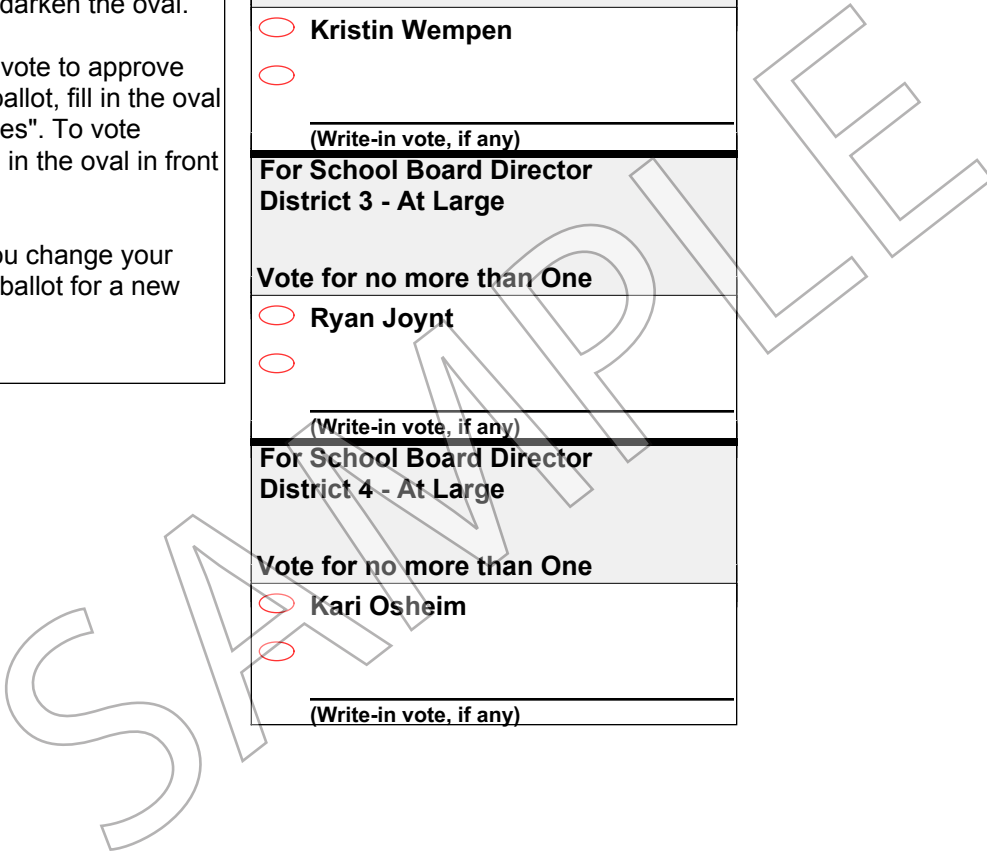 darken the oval.
vote to approve
ballot, fill in the oval
es". To vote
in the oval in front
ou change your
ballot for a new
Kristin Wempen
(Write-in vote, if any)
For School Board Director
District 3 - At Large
Vote for no more than One
Ryan Joynt
(Write-in vote, if any)
For School Board Director
District 4 - At Large
Vote for no more than One
Kari Osheim
(Write-in vote, if any)
SAMPLE